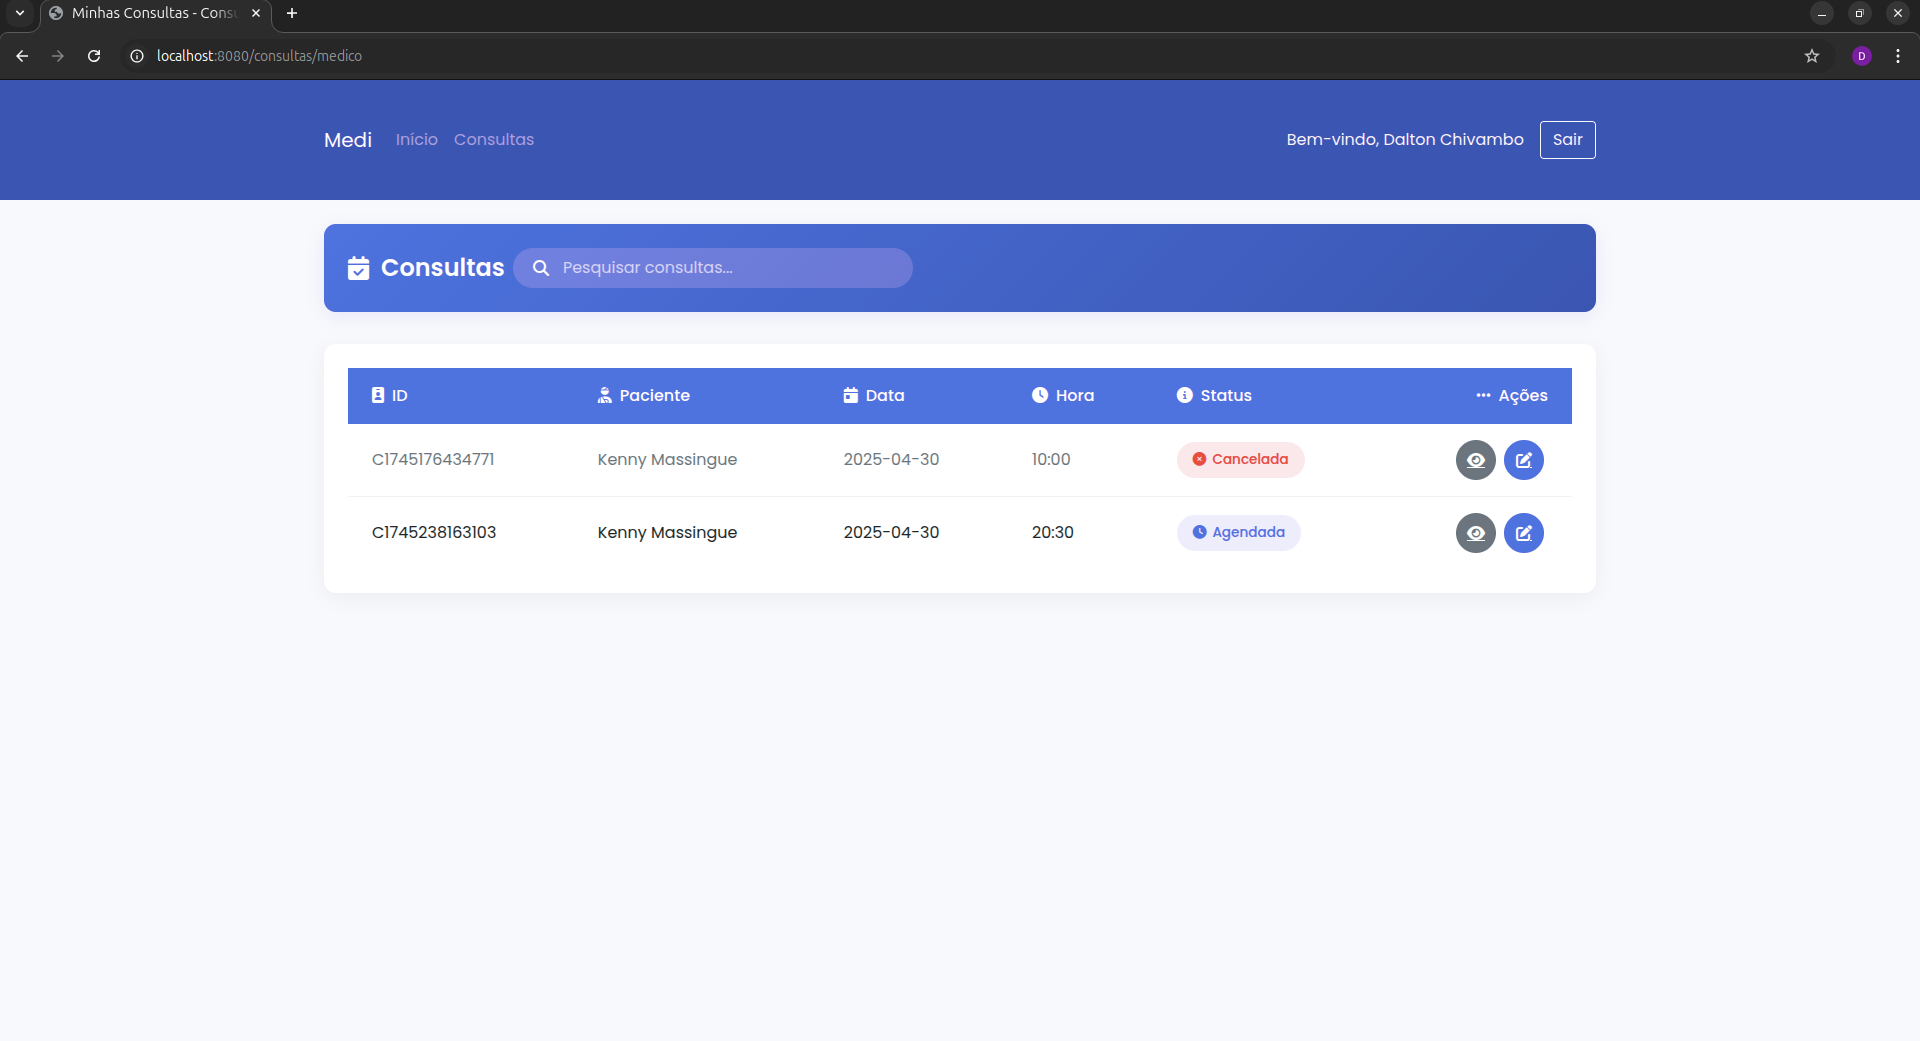 Minhas Consultas - Cons
localhost:8080/consultas/medico
D
Medi Início Consultas Bem-vindo, Dalton Chivambo Sair
Consultas Pesquisar consultas...
ID Paciente Data Hora Status Ações
C1745176434771 Kenny Massingue 2025-04-30 10:00 Cancelada
C1745238163103 Kenny Massingue 2025-04-30 20:30 Agendada